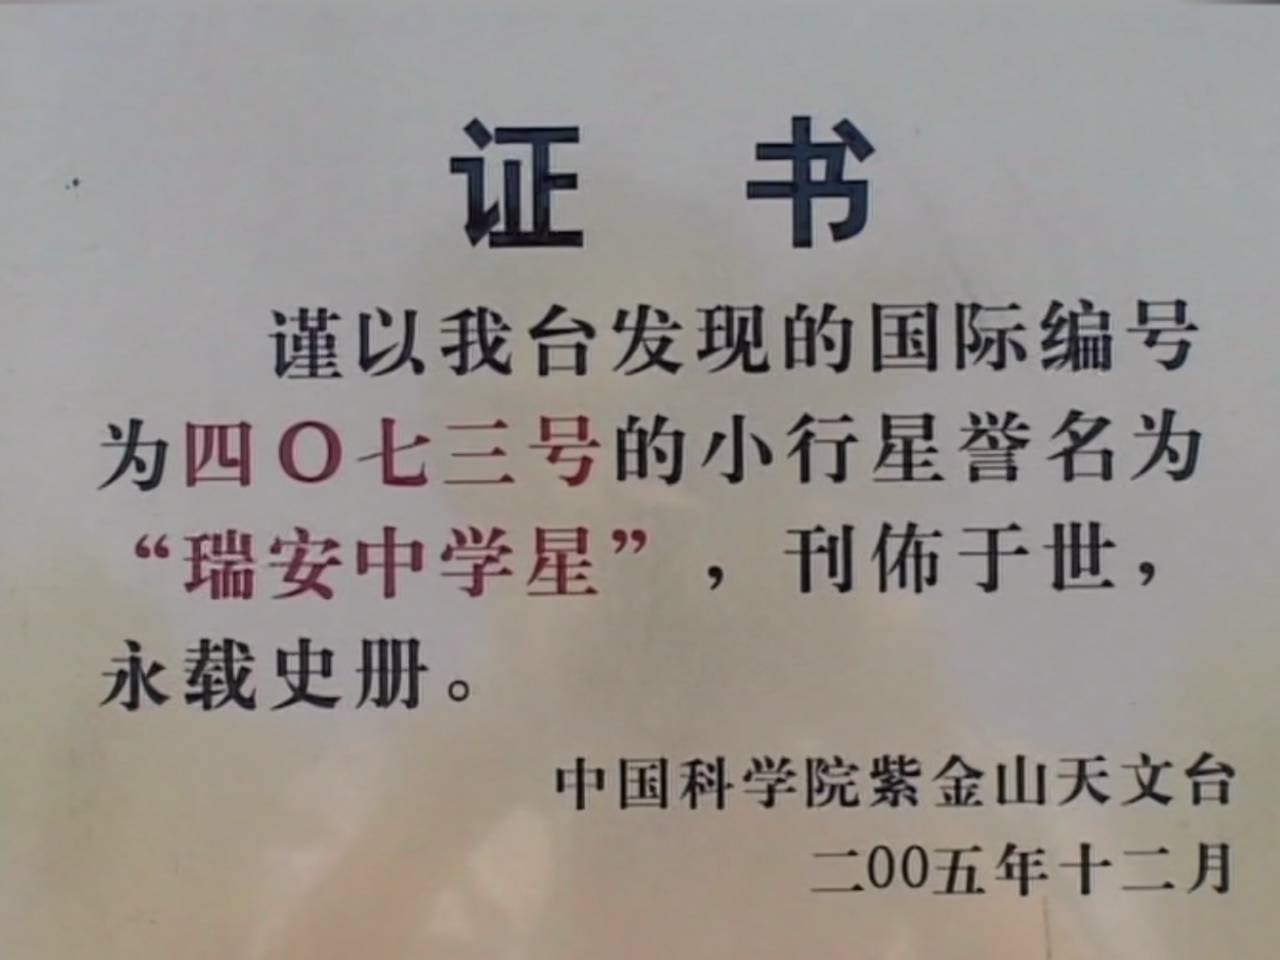 证 书
谨以我台发现的国际编号
为四〇七三号的小行星誉名为
“瑞安中学星”，刊佈于世，
永载史册。
中国科学院紫金山天文台
二00五年十二月